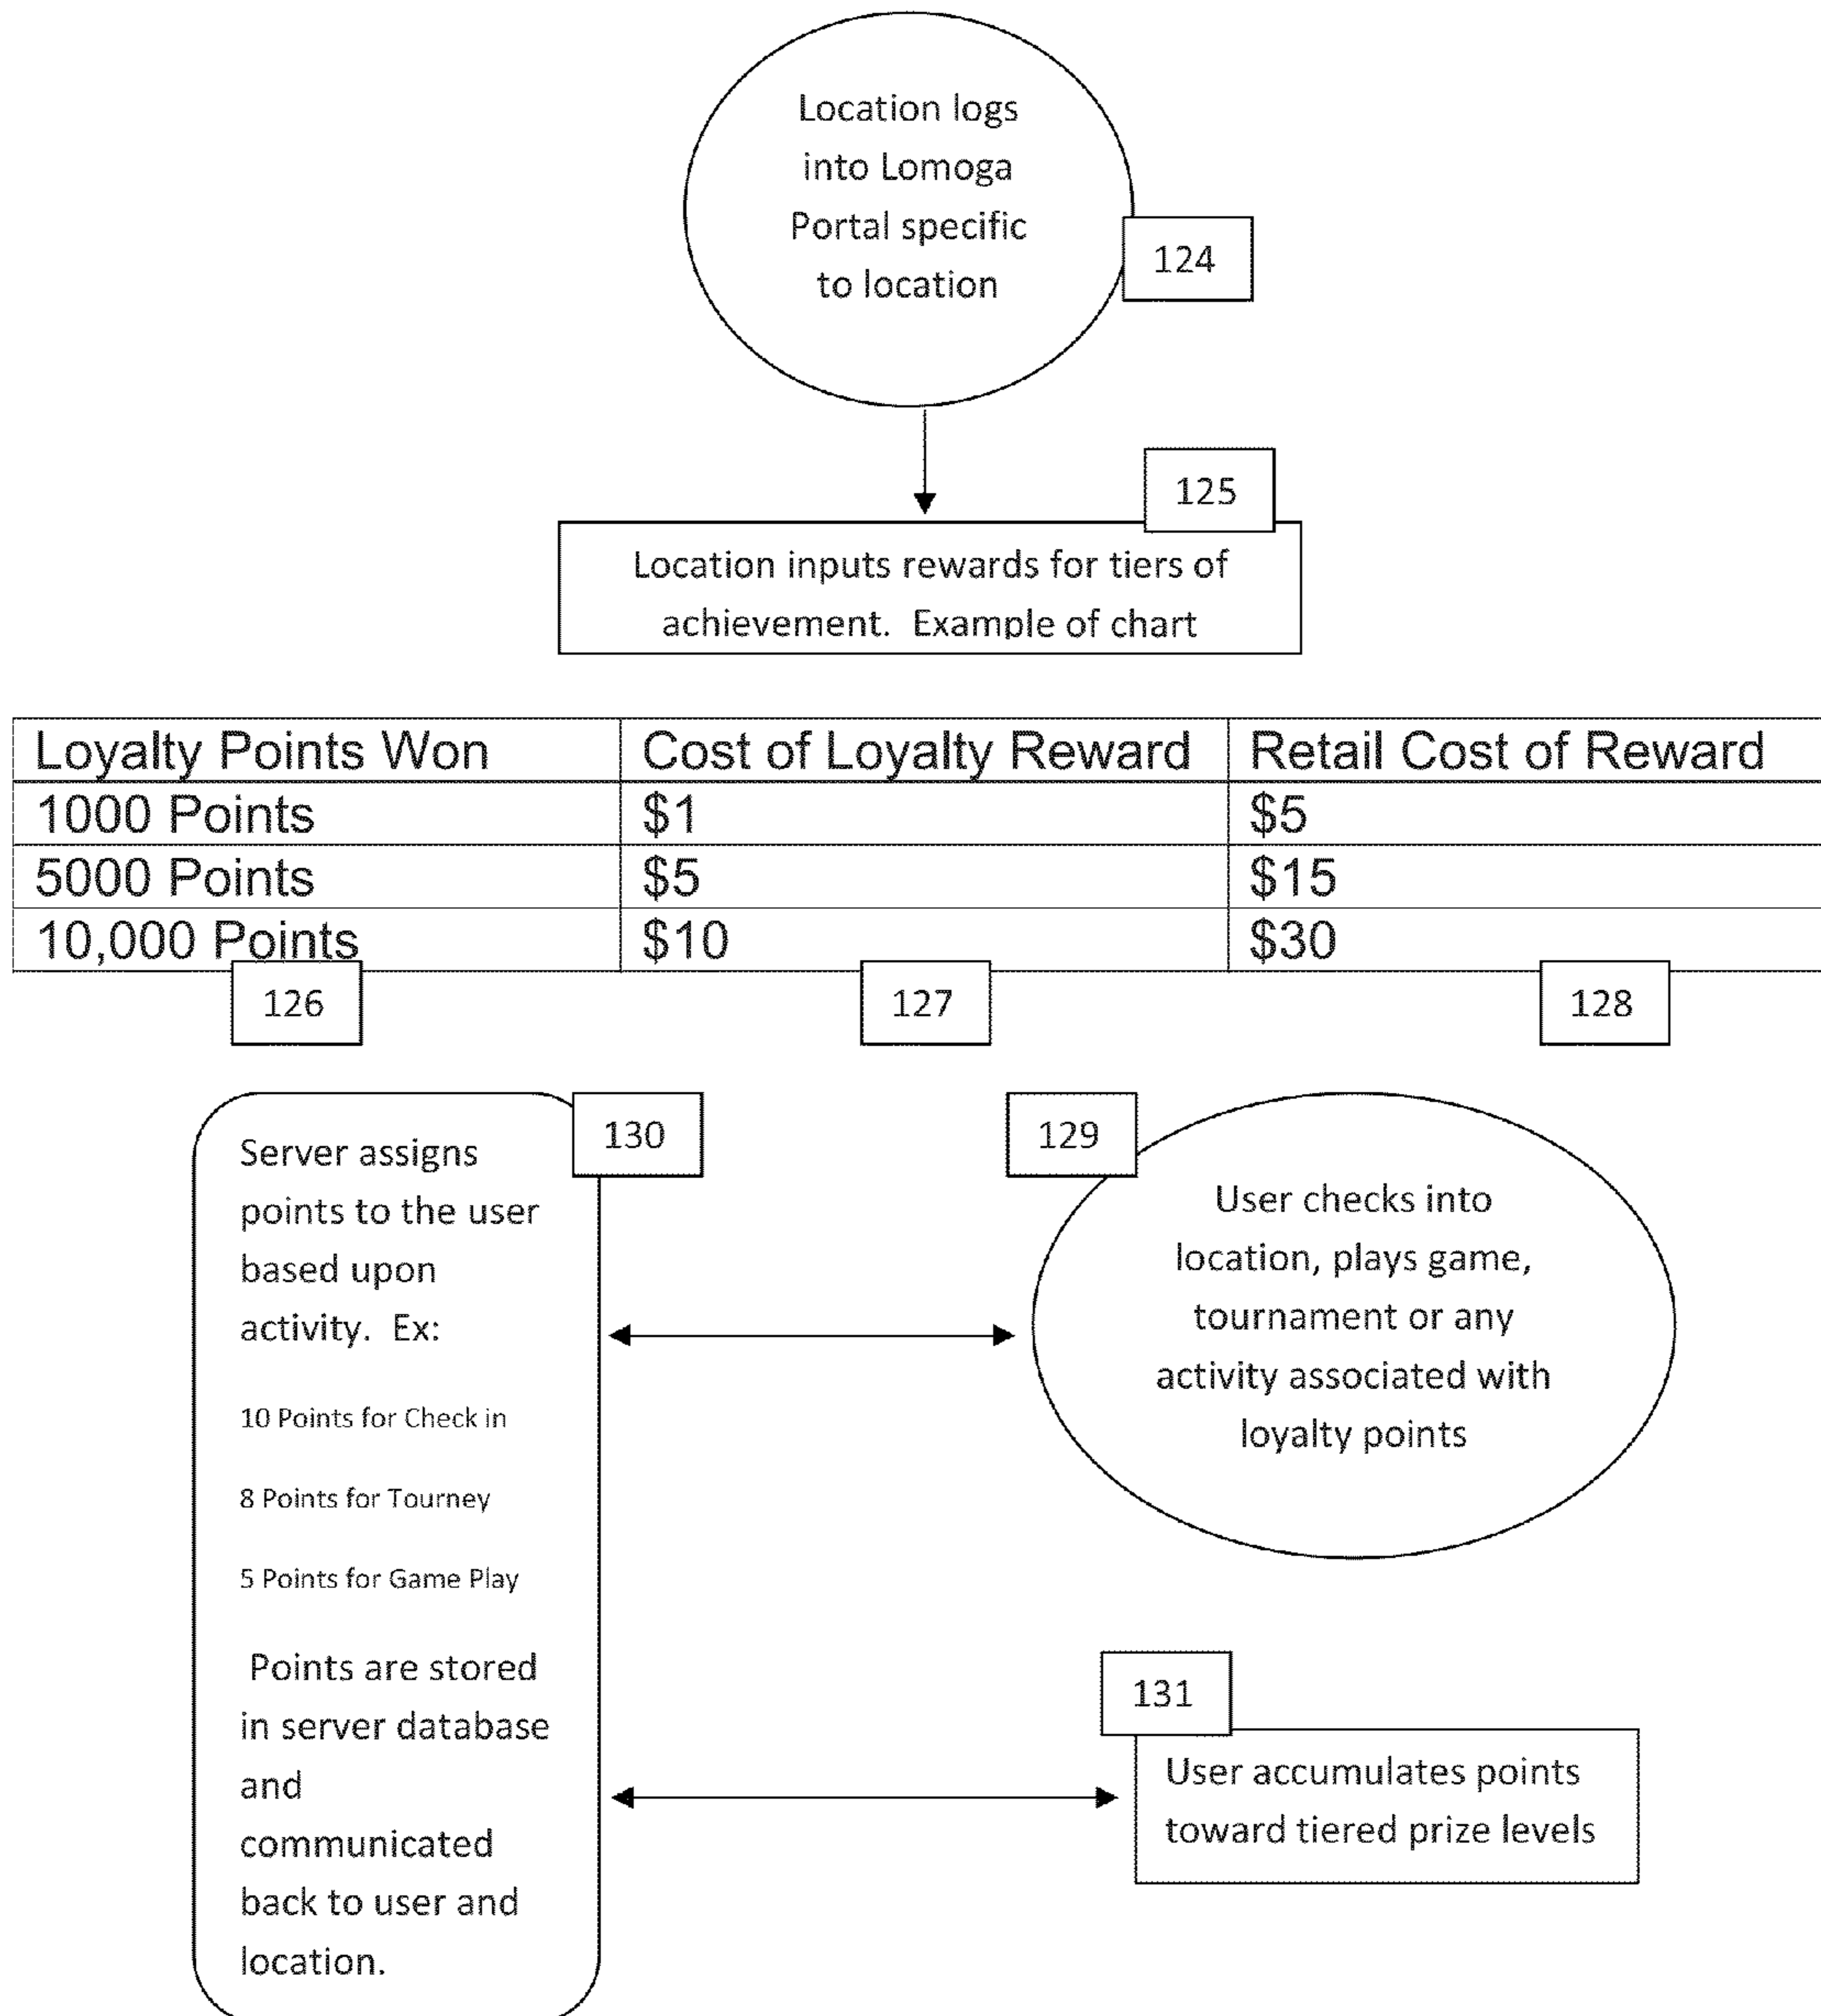 Location logs
into Lomoga
Portal specific
to location
124
125
Location inputs rewards for tiers of
achievement.  Example of chart
Loyalty Points Won Cost of Loyalty Reward Retail Cost of Reward
1000 Points $1 $5
5000 Points $5 $15
10,000 Points $10 $30
126 127 128
130
Server assigns
points to the user
based upon
activity.  Ex:
10 Points for Check in
8 Points for Tourney
5 Points for Game Play
Points are stored
in server database
and
communicated
back to user and
location.
129
User checks into
location, plays game,
tournament or any
activity associated with
loyalty points
131
User accumulates points
toward tiered prize levels